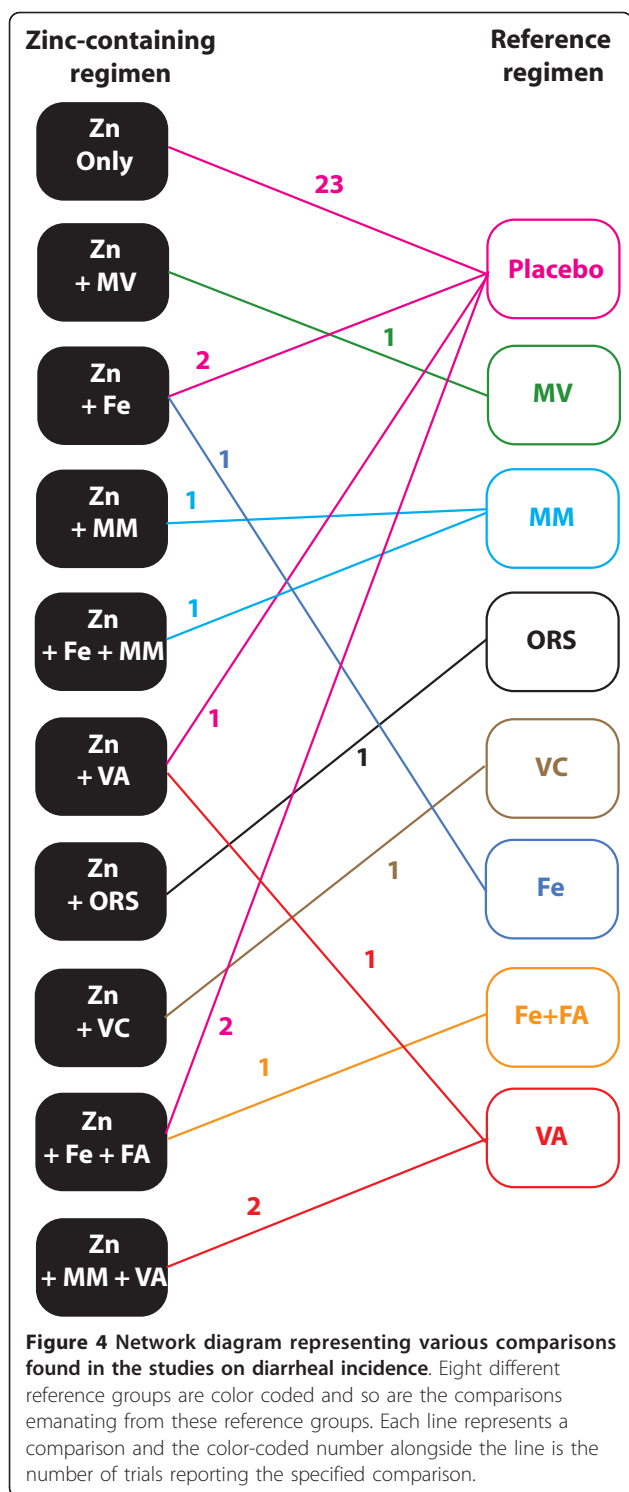 Zinc-containing
regimen
Reference
regimen
Zn
Only
23
Zn
+ MV
Placebo
Zn
+ Fe
2
1
MV
1
Zn
+ MM
1
MM
Zn
+ Fe + MM
1
ORS
Zn
+ VA
1
1
VC
Zn
+ ORS
1
Fe
Zn
+ VC
1
2
Fe+FA
Zn
+ Fe + FA
1
VA
Zn
+ MM + VA
2
Figure 4 Network diagram representing various comparisons
found in the studies on diarrheal incidence. Eight different
reference groups are color coded and so are the comparisons
emanating from these reference groups. Each line represents a
comparison and the color-coded number alongside the line is the
number of trials reporting the specified comparison.